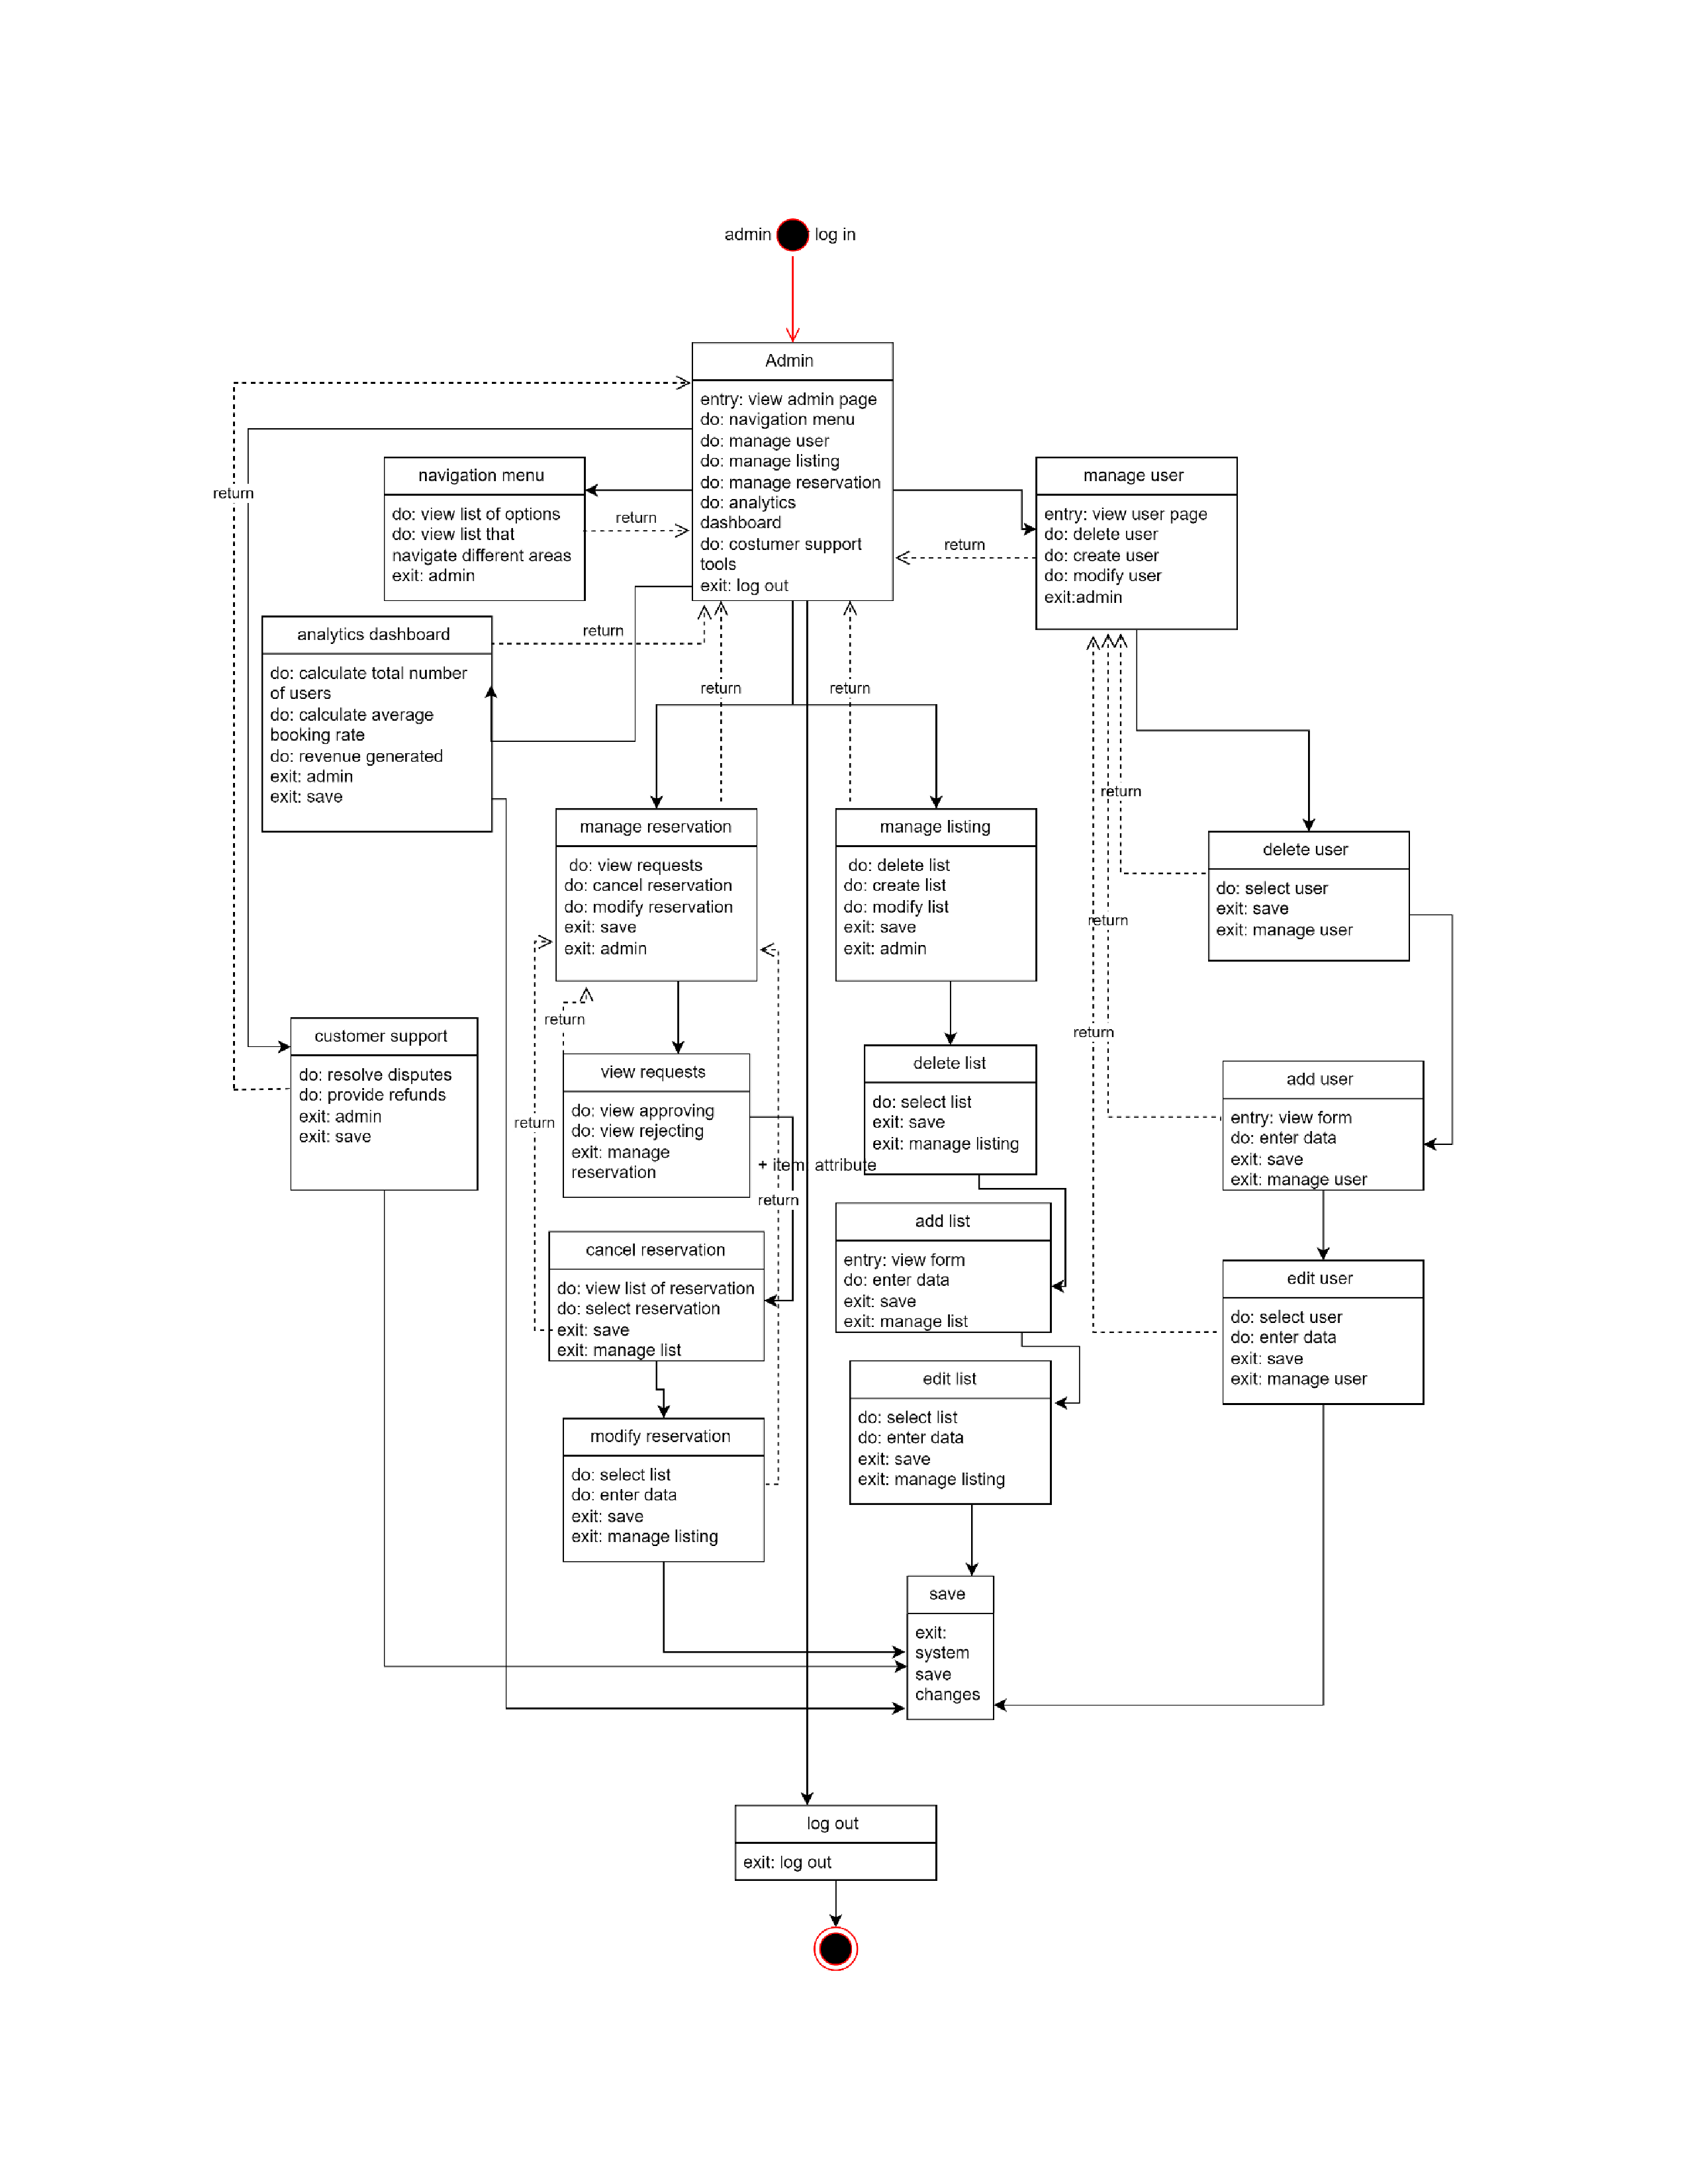 admin log in
Admin
entry: view admin page
do: navigation menu
do: manage user
do: manage listing
do: manage reservation
do: analytics
dashboard
do: costumer support
tools
exit: log out
return
navigation menu
do: view list of options
do: view list that
navigate different areas
exit: admin
return
manage user
entry: view user page
do: delete user
do: create user
do: modify user
exit:admin
return
analytics dashboard
do: calculate total number
of users
do: calculate average
booking rate
do: revenue generated
exit: admin
exit: save
return
return
return
manage reservation
do: view requests
do: cancel reservation
do: modify reservation
exit: save
exit: admin
manage listing
do: delete list
do: create list
do: modify list
exit: save
exit: admin
return
delete user
do: select user
exit: save
exit: manage user
return
return
customer support
do: resolve disputes
do: provide refunds
exit: admin
exit: save
return
return
view requests
do: view approving
do: view rejecting
exit: manage
reservation
+ item: attribute
return
delete list
do: select list
exit: save
exit: manage listing
add user
entry: view form
do: enter data
exit: save
exit: manage user
cancel reservation
do: view list of reservation
do: select reservation
exit: save
exit: manage list
add list
entry: view form
do: enter data
exit: save
exit: manage list
edit user
do: select user
do: enter data
exit: save
exit: manage user
modify reservation
do: select list
do: enter data
exit: save
exit: manage listing
edit list
do: select list
do: enter data
exit: save
exit: manage listing
save
exit:
system
save
changes
log out
exit: log out